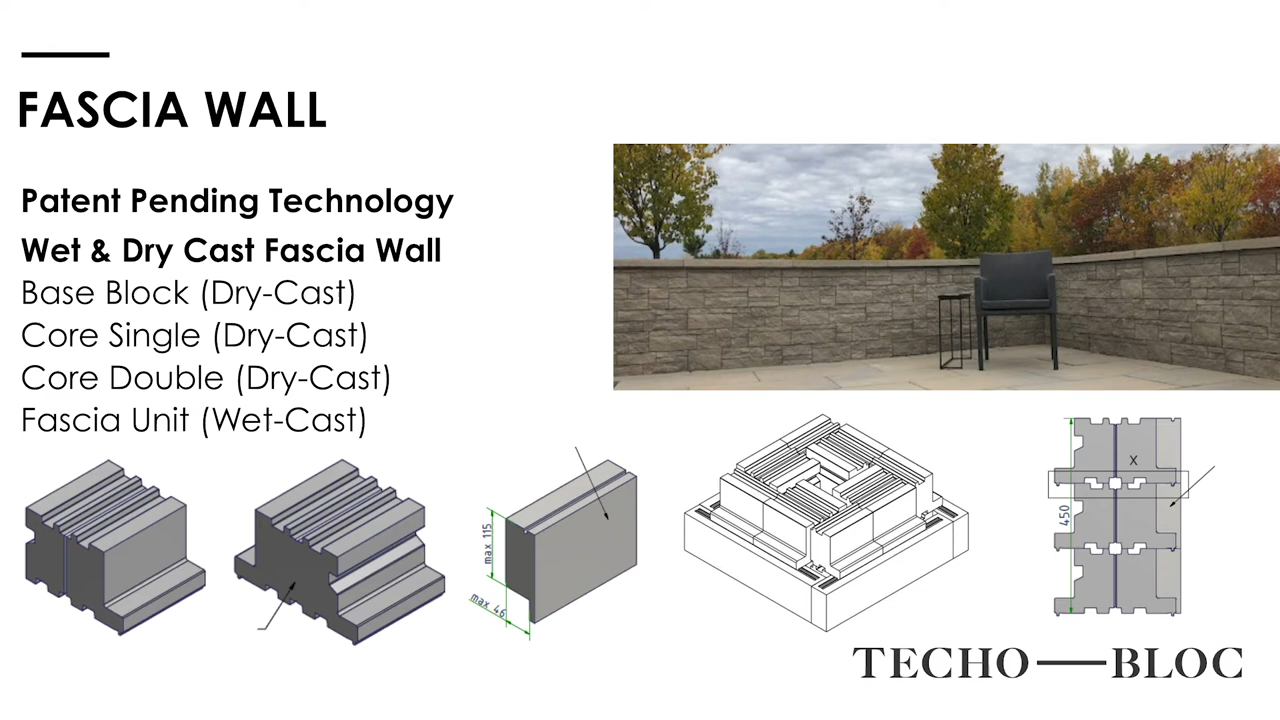 FASCIA WALL
Patent Pending Technology
Wet & Dry Cast Fascia Wall
Base Block (Dry-Cast)
Core Single (Dry-Cast)
Core Double (Dry-Cast)
Fascia Unit (Wet-Cast)
max 115
max 46
X
450
TECHO—BLOC